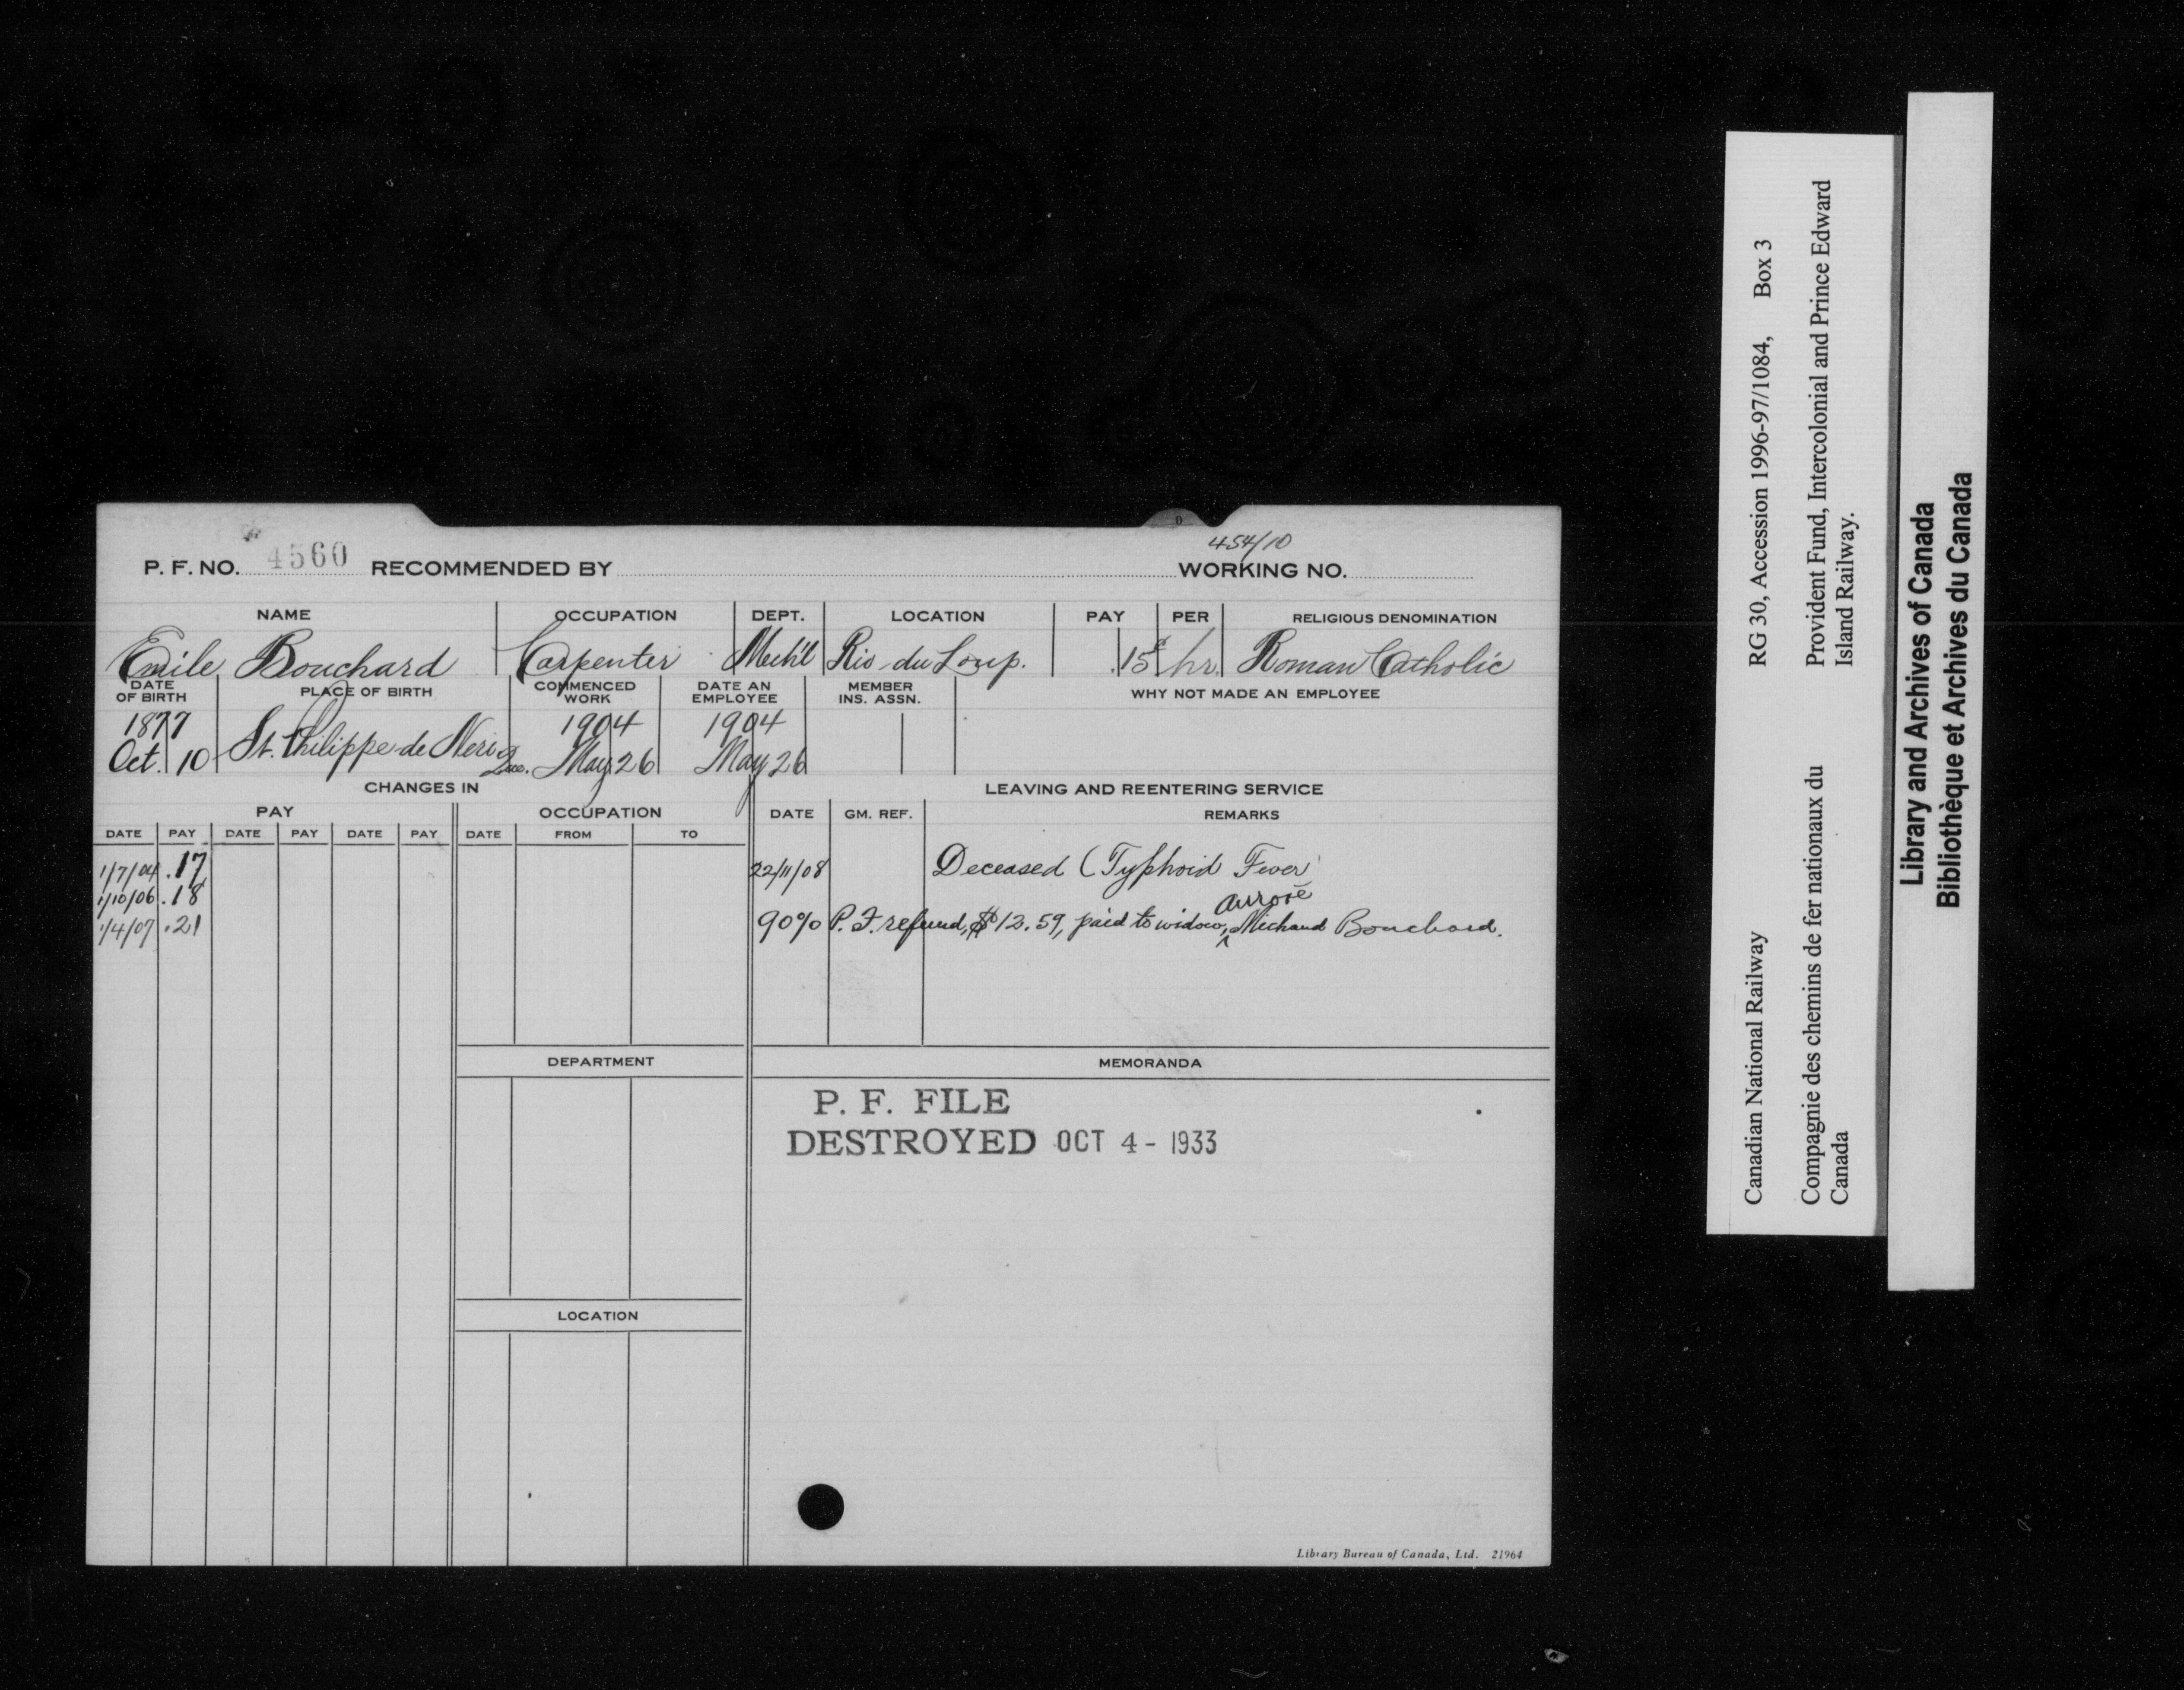 454/10
P. F. NO. 4560 RECOMMENDED BY WORKING NO.
NAME OCCUPATION DEPT. LOCATION PAY PER RELIGIOUS DENOMINATION
Emile Bouchard Carpenter Mech'l Riv-du Loup. .15¢ hr. Roman Catholic
DATE OF BIRTH PLACE OF BIRTH COMMENCED WORK DATE AN EMPLOYEE MEMBER INS. ASSN. WHY NOT MADE AN EMPLOYEE
1877 1904 1904
Oct. 10 St. Philippe-de Neri Que. May 26 May 26
CHANGES IN LEAVING AND REENTERING SERVICE
PAY OCCUPATION DATE GM. REF. REMARKS
DATE PAY DATE PAY DATE PAY DATE FROM TO
1/7/04 .17 22/11/08 Deceased (Typhoid Fever)
1/10/06 .18
1/4/07 .21 90% P. F. refund, $12.59, paid to widow, Michaud Bouchard.
DEPARTMENT MEMORANDA
P. F. FILE
DESTROYED OCT 4 - 1933
LOCATION
Library Bureau of Canada, Ltd. 21964
Canadian National Railway RG 30, Accession 1996-97/1084, Box 3
Compagnie des chemins de fer nationaux du Canada
Provident Fund, Intercolonial and Prince Edward
Island Railway.
Library and Archives of Canada
Bibliothèque et Archives du Canada